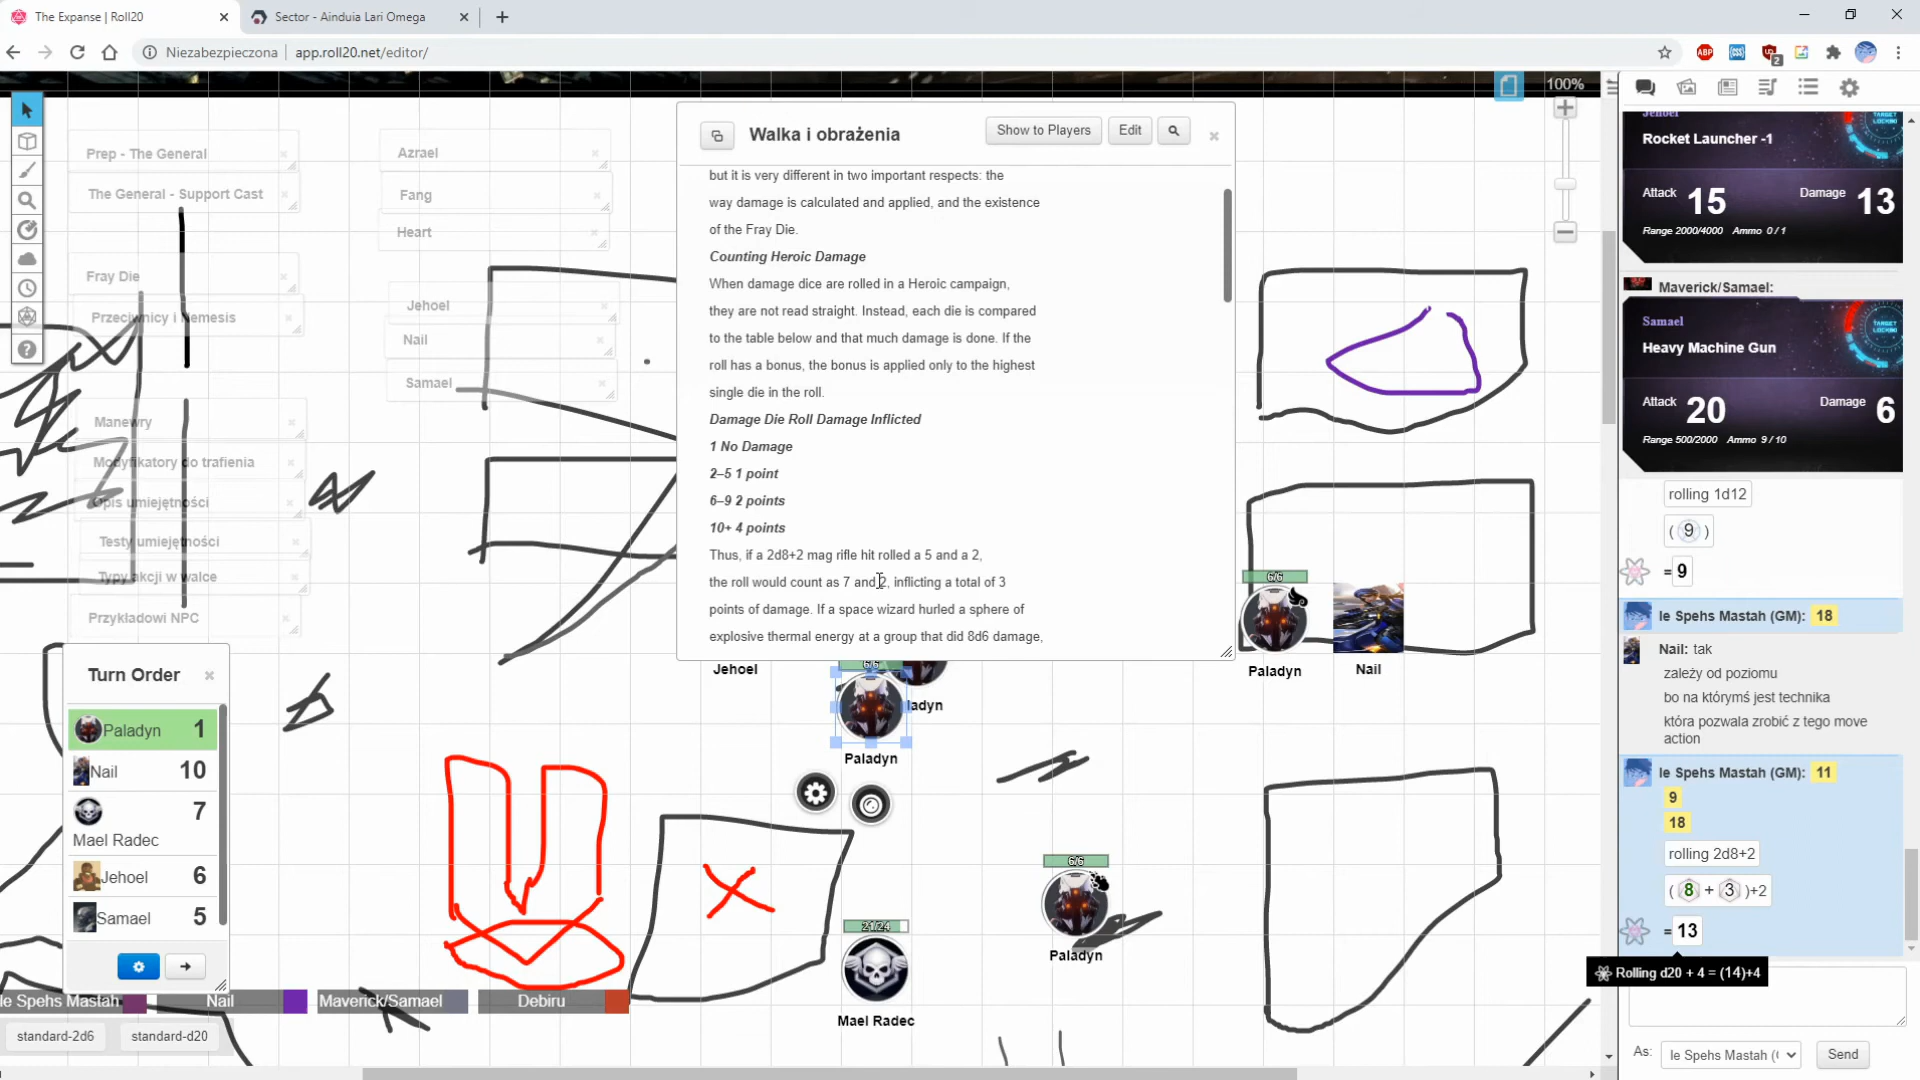 The Expanse | Roll20
Sector - Ainduia Lari Omega
Niezabezpieczona
app.roll20.net/editor/
ABP
2
100%
Prep - The General
The General - Support Cast
Fray Die
Przeciwnicy i Nemesis
Manewry
Modyfikatory do trafienia
Opis umiejętności
Testy umiejętności
Typy akcji w walce
Przykładowi NPC
Azrael
Fang
Heart
Jehoel
Nail
Samael
Walka i obrażenia
Show to Players
Edit
but it is very different in two important respects: the
way damage is calculated and applied, and the existence
of the Fray Die.
Counting Heroic Damage
When damage dice are rolled in a Heroic campaign,
they are not read straight. Instead, each die is compared
to the table below and that much damage is done. If the
roll has a bonus, the bonus is applied only to the highest
single die in the roll.
Damage Die Roll Damage Inflicted
1 No Damage
2–5 1 point
6–9 2 points
10+ 4 points
Thus, if a 2d8+2 mag rifle hit rolled a 5 and a 2,
the roll would count as 7 and 2, inflicting a total of 3
points of damage. If a space wizard hurled a sphere of
explosive thermal energy at a group that did 8d6 damage,
Turn Order
Paladyn 1
Nail 10
7
Mael Radec
Jehoel 6
Samael 5
Jehoel
6/6
ladyn
Paladyn
6/6
Paladyn
Nail
6/6
Paladyn
21/24
Mael Radec
le Spehs Mastah
Nail
Maverick/Samael
Debiru
standard-2d6
standard-d20
Jehoel
Rocket Launcher -1
TARGET LOCKING
Attack 15 Damage 13
Range 2000/4000 Ammo 0 / 1
Maverick/Samael:
Samael
Heavy Machine Gun
TARGET LOCKING
Attack 20 Damage 6
Range 500/2000 Ammo 9 / 10
rolling 1d12
( 9 )
= 9
le Spehs Mastah (GM): 18
Nail: tak
zależy od poziomu
bo na którymś jest technika
która pozwala zrobić z tego move
action
le Spehs Mastah (GM): 11
9
18
rolling 2d8+2
( 8 + 3 )+2
= 13
Rolling d20 + 4 = (14)+4
As:
le Spehs Mastah (
Send